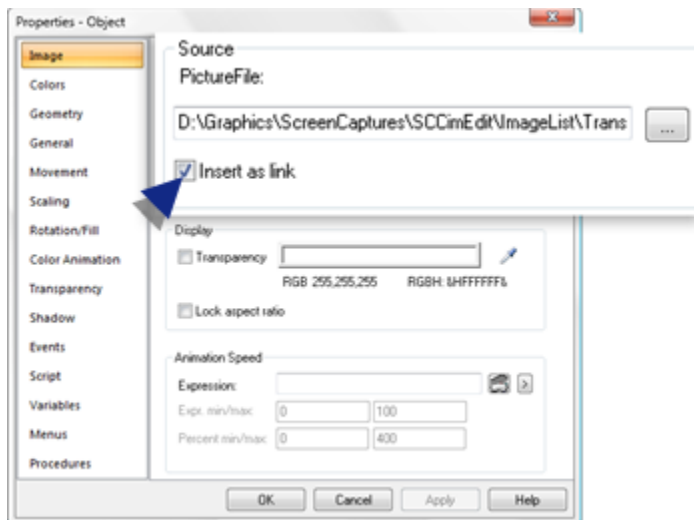 Properties - Object
Image
Colors
Geometry
General
Movement
Scaling
Rotation/Fill
Color Animation
Transparency
Shadow
Events
Script
Variables
Menus
Procedures
Source
PictureFile:
D:\Graphics\ScreenCaptures\SCCimEdit\ImageList\Trans
...
Insert as link
Display
Transparency
RGB 255,255,255 RGBH: &HFFFFFF&
Lock aspect ratio
Animation Speed
Expression:
Expr. min/max: 0 100
Percent min/max: 0 400
OK Cancel Apply Help